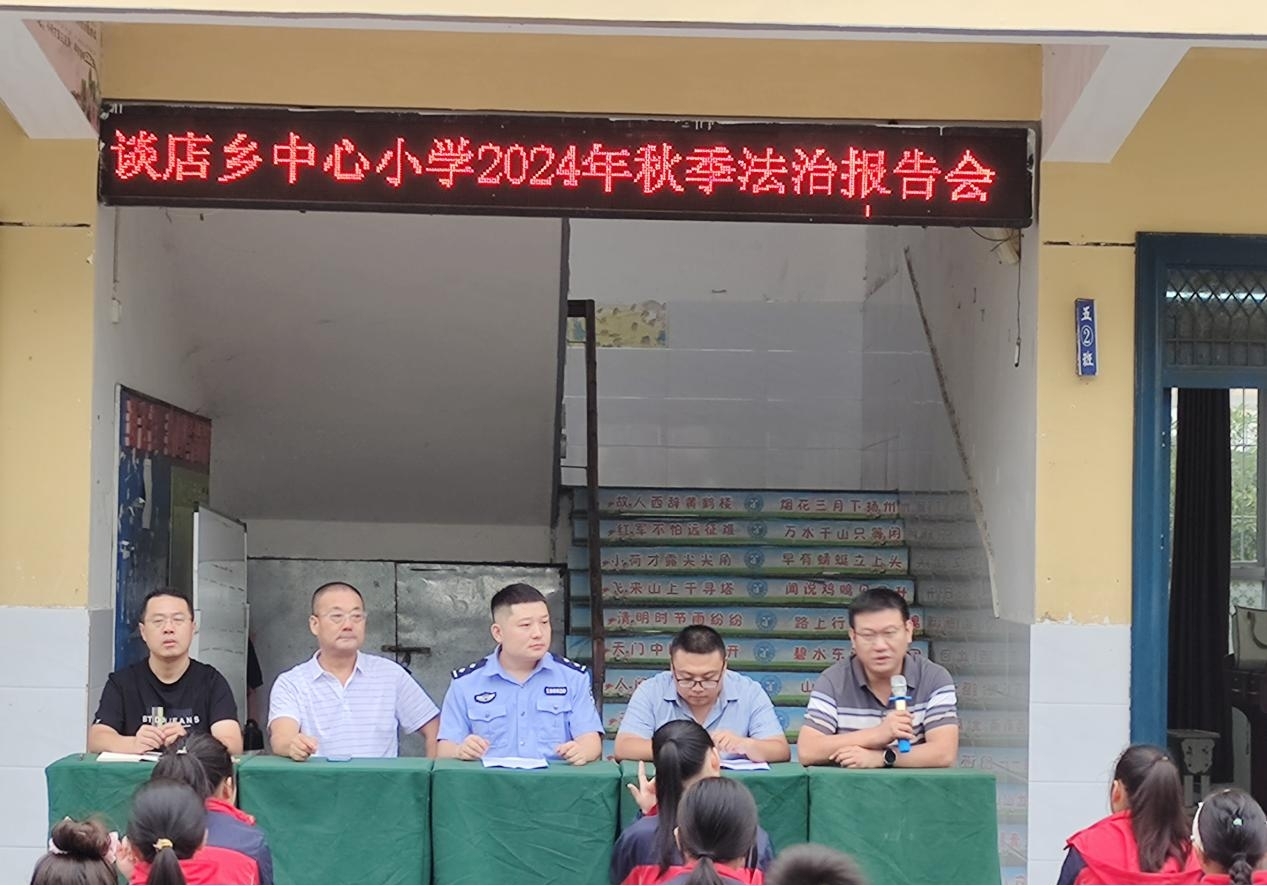 谈店乡中心小学2024年秋季法治报告会
五②班
故人西辞黄鹤楼 烟花三月下扬州
红军不怕远征难 万水千山只等闲
小荷才露尖尖角 早有蜻蜓立上头
飞来山上千寻塔 闻说鸡鸣
清明时节雨纷纷 路上行
天门中 开 碧水东
人
山